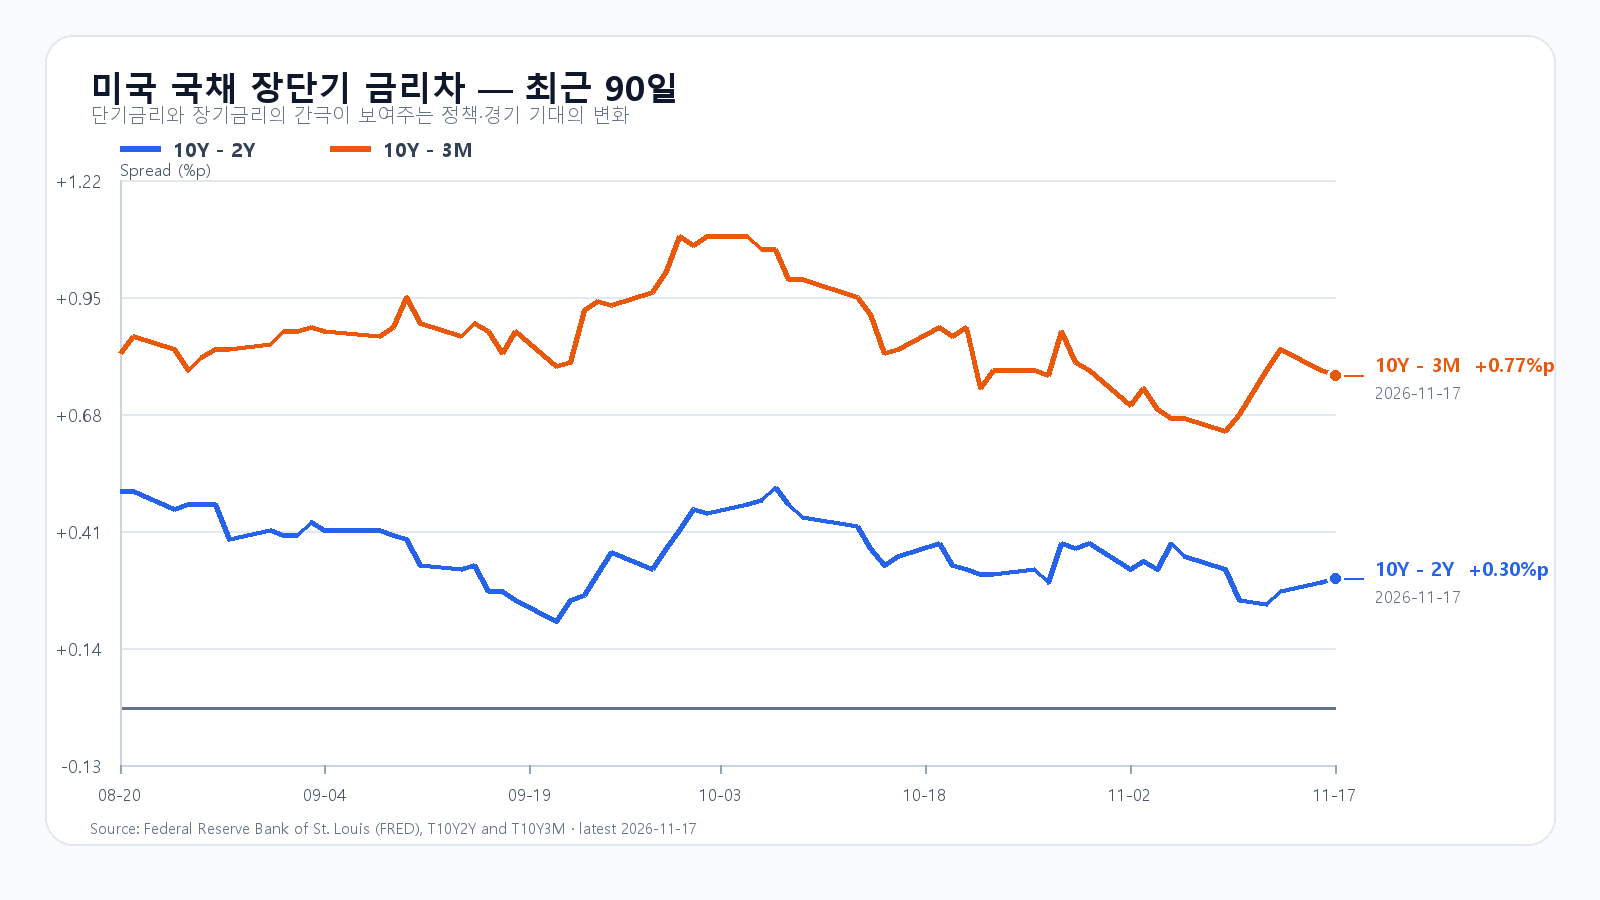 미국 국채 장단기 금리차 — 최근 90일
단기금리와 장기금리의 간극이 보여주는 정책·경기 기대의 변화
10Y - 2Y 10Y - 3M
Spread (%p)
+1.22
+0.95
+0.68
+0.41
+0.14
-0.13
10Y - 3M +0.77%p
2026-11-17
10Y - 2Y +0.30%p
2026-11-17
08-20 09-04 09-19 10-03 10-18 11-02 11-17
Source: Federal Reserve Bank of St. Louis (FRED), T10Y2Y and T10Y3M · latest 2026-11-17